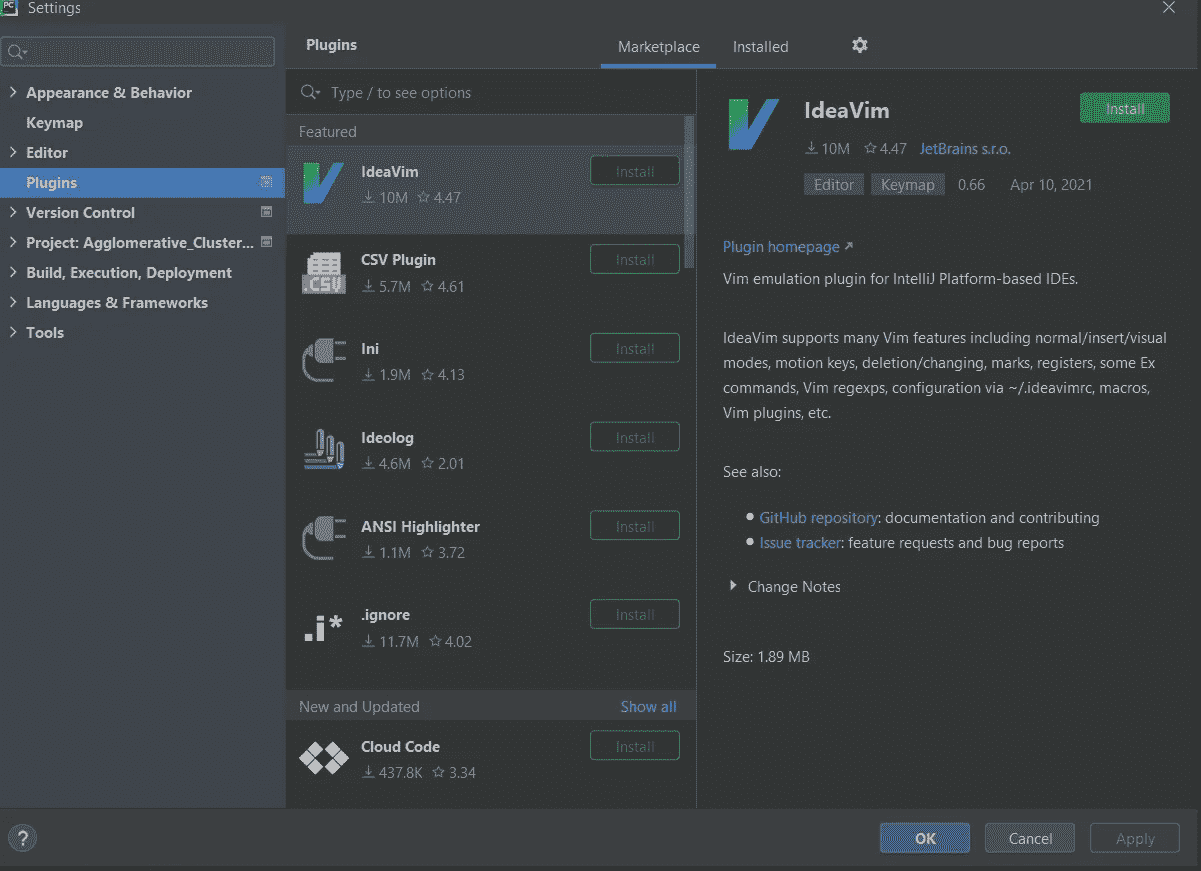 PC
Settings
Plugins
Marketplace
Installed
Appearance & Behavior
Keymap
Editor
Plugins
Version Control
Project: Agglomerative_Cluster...
Build, Execution, Deployment
Languages & Frameworks
Tools
Type / to see options
Featured
IdeaVim
10M 4.47
Install
CSV Plugin
5.7M 4.61
Install
.CSV
Ini
1.9M 4.13
Install
Ideolog
4.6M 2.01
Install
ANSI Highlighter
1.1M 3.72
Install
.i*
.ignore
11.7M 4.02
Install
New and Updated
Show all
Cloud Code
437.8K 3.34
Install
IdeaVim
Install
10M 4.47 JetBrains s.r.o.
Editor Keymap 0.66 Apr 10, 2021
Plugin homepage
Vim emulation plugin for IntelliJ Platform-based IDEs.
IdeaVim supports many Vim features including normal/insert/visual
modes, motion keys, deletion/changing, marks, registers, some Ex
commands, Vim regexps, configuration via ~/.ideavimrc, macros,
Vim plugins, etc.
See also:
GitHub repository: documentation and contributing
Issue tracker: feature requests and bug reports
Change Notes
Size: 1.89 MB
?
OK
Cancel
Apply